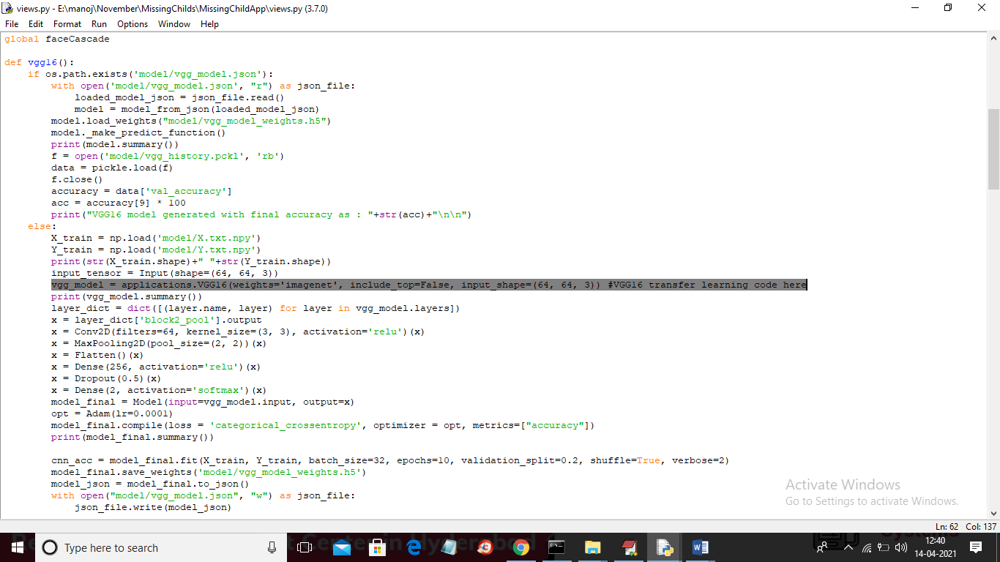 views.py - E:\manoj\November\MissingChilds\MissingChildApp\views.py (3.7.0)
File Edit Format Run Options Window Help
global faceCascade
def vgg16():
    if os.path.exists('model/vgg_model.json'):
        with open('model/vgg_model.json', "r") as json_file:
            loaded_model_json = json_file.read()
            model = model_from_json(loaded_model_json)
        model.load_weights("model/vgg_model_weights.h5")
        model._make_predict_function()
        print(model.summary())
        f = open('model/vgg_history.pckl', 'rb')
        data = pickle.load(f)
        f.close()
        accuracy = data['val_accuracy']
        acc = accuracy[9] * 100
        print("VGG16 model generated with final accuracy as : "+str(acc)+"\n\n")
    else:
        X_train = np.load('model/X.txt.npy')
        Y_train = np.load('model/Y.txt.npy')
        print(str(X_train.shape)+" "+str(Y_train.shape))
        input_tensor = Input(shape=(64, 64, 3))
        vgg_model = applications.VGG16(weights='imagenet', include_top=False, input_shape=(64, 64, 3)) #VGG16 transfer learning code here
        print(vgg_model.summary())
        layer_dict = dict([(layer.name, layer) for layer in vgg_model.layers])
        x = layer_dict['block2_pool'].output
        x = Conv2D(filters=64, kernel_size=(3, 3), activation='relu')(x)
        x = MaxPooling2D(pool_size=(2, 2))(x)
        x = Flatten()(x)
        x = Dense(256, activation='relu')(x)
        x = Dropout(0.5)(x)
        x = Dense(2, activation='softmax')(x)
        model_final = Model(input=vgg_model.input, output=x)
        opt = Adam(lr=0.0001)
        model_final.compile(loss = 'categorical_crossentropy', optimizer = opt, metrics=["accuracy"])
        print(model_final.summary())
        cnn_acc = model_final.fit(X_train, Y_train, batch_size=32, epochs=10, validation_split=0.2, shuffle=True, verbose=2)
        model_final.save_weights('model/vgg_model_weights.h5')
        model_json = model_final.to_json()
        with open("model/vgg_model.json", "w") as json_file:
            json_file.write(model_json)
Activate Windows
Go to Settings to activate Windows.
Ln: 62 Col: 137
Type here to search
12:40
14-04-2021